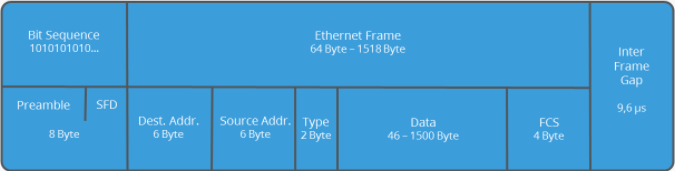 Bit Sequence
1010101010...
Ethernet Frame
64 Byte – 1518 Byte
Inter
Frame
Gap
9,6 µs
Preamble
SFD
8 Byte
Dest. Addr.
6 Byte
Source Addr.
6 Byte
Type
2 Byte
Data
46 – 1500 Byte
FCS
4 Byte